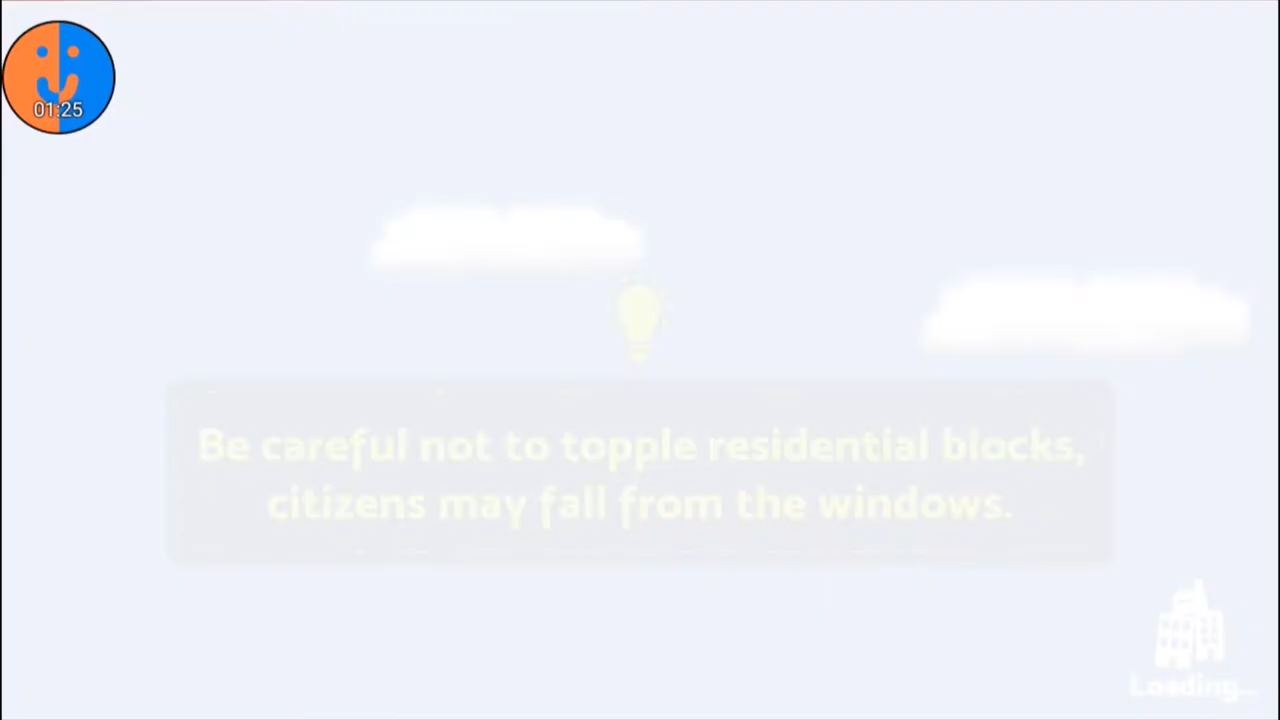 01:25
Be careful not to topple residential blocks,
citizens may fall from the windows.
Loading...